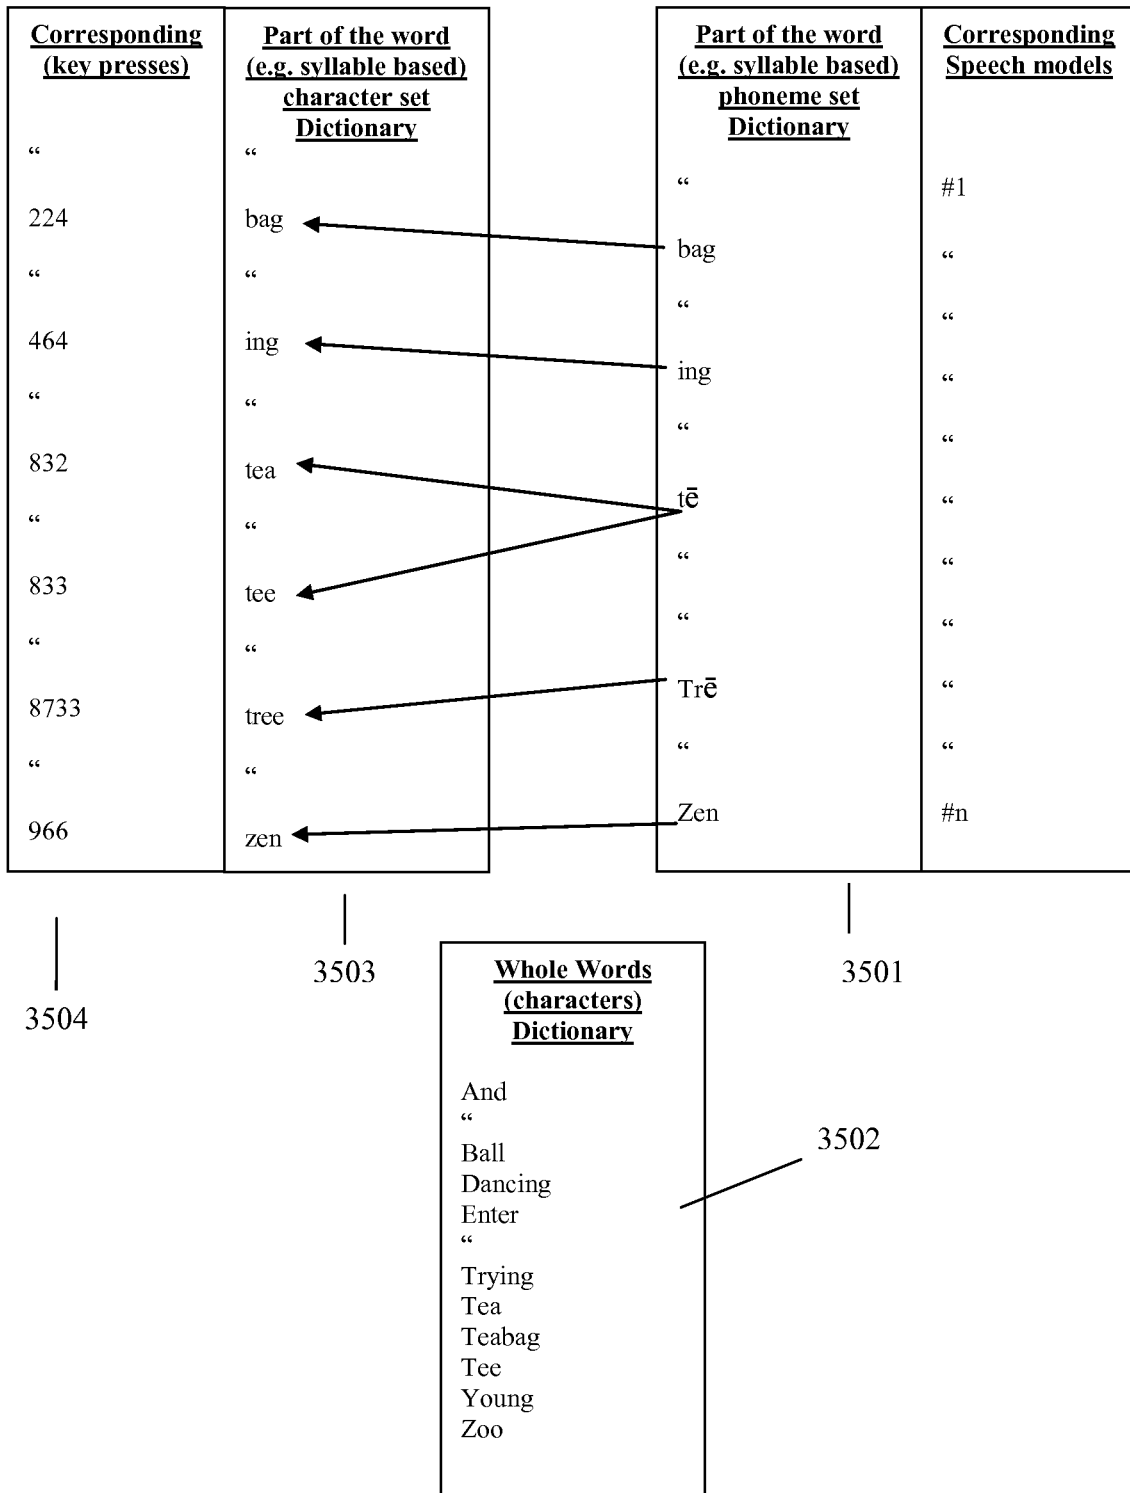 Corresponding
(key presses)
“
224
“
464
“
832
“
833
“
8733
“
966
Part of the word
(e.g. syllable based)
character set
Dictionary
“
bag
“
ing
“
tea
“
tee
“
tree
“
zen
Part of the word
(e.g. syllable based)
phoneme set
Dictionary
“
bag
“
ing
“
tē
“
“
Trē
“
Zen
Corresponding
Speech models
#1
“
“
“
“
“
“
“
“
“
#n
3504
3503
3501
Whole Words
(characters)
Dictionary
And
“
Ball
Dancing
Enter
“
Trying
Tea
Teabag
Tee
Young
Zoo
3502